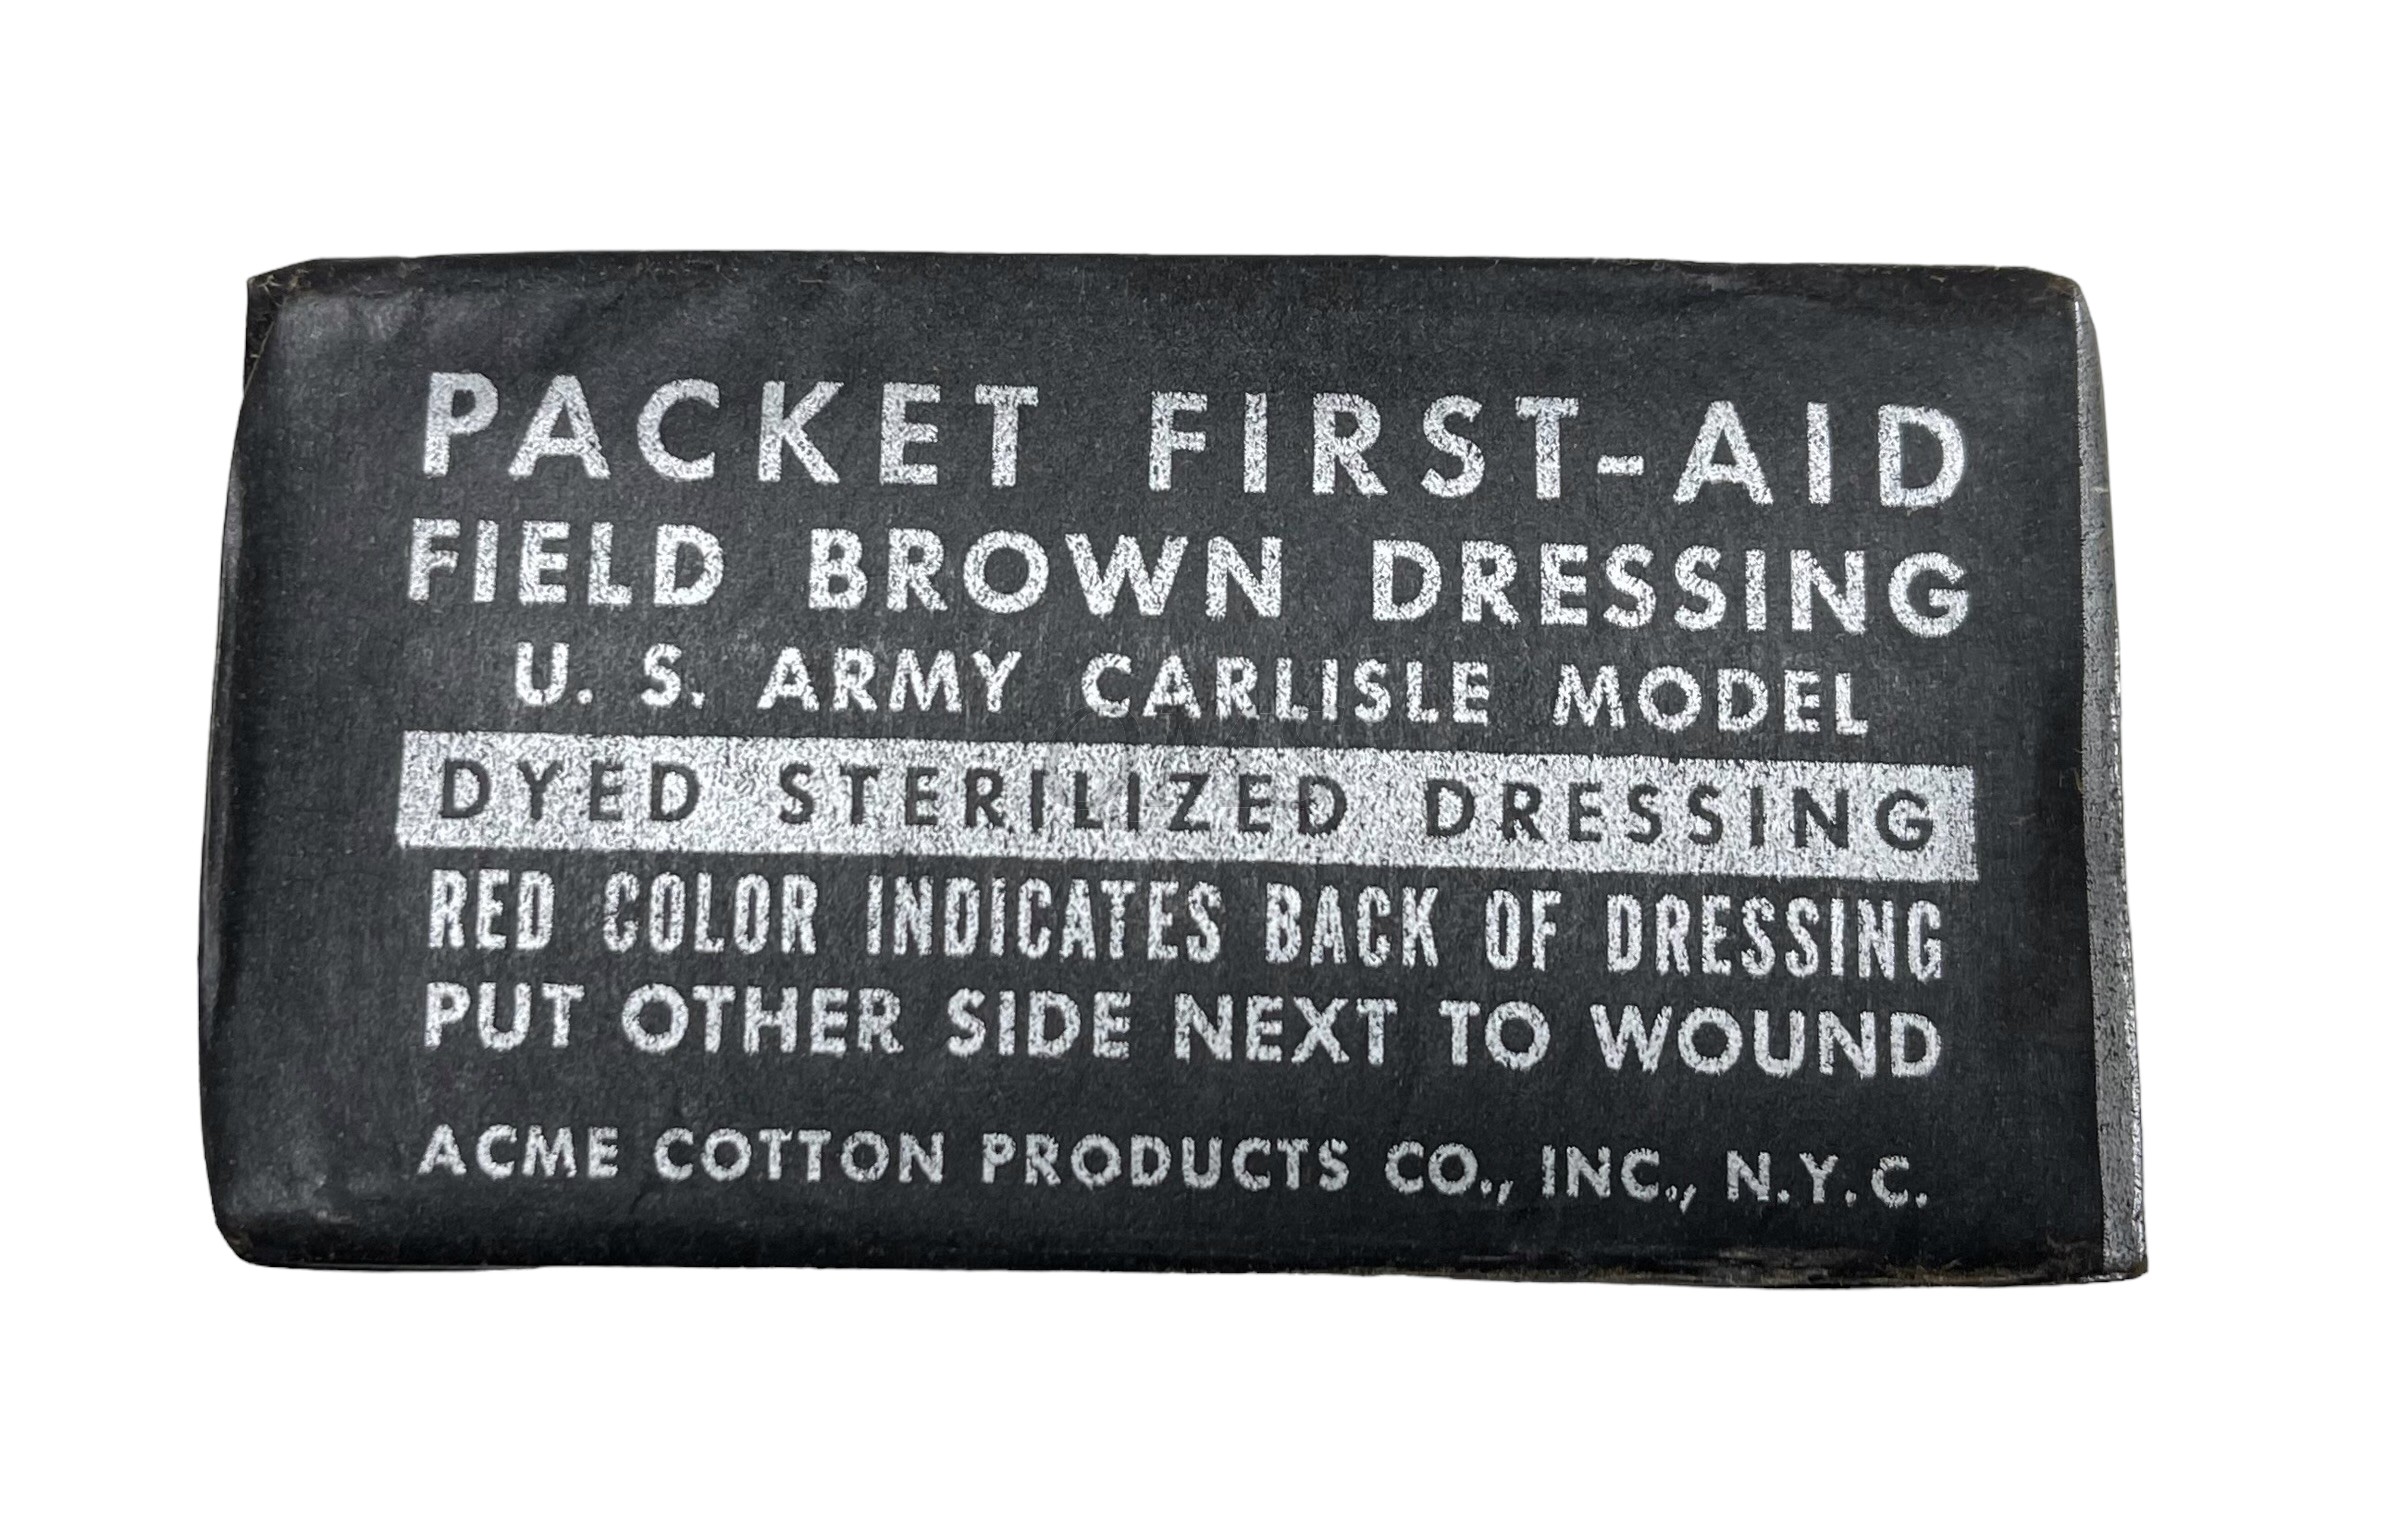 PACKET FIRST-AID
FIELD BROWN DRESSING
U. S. ARMY CARLISLE MODEL
DYED STERILIZED DRESSING
RED COLOR INDICATES BACK OF DRESSING
PUT OTHER SIDE NEXT TO WOUND
ACME COTTON PRODUCTS CO., INC., N.Y.C.